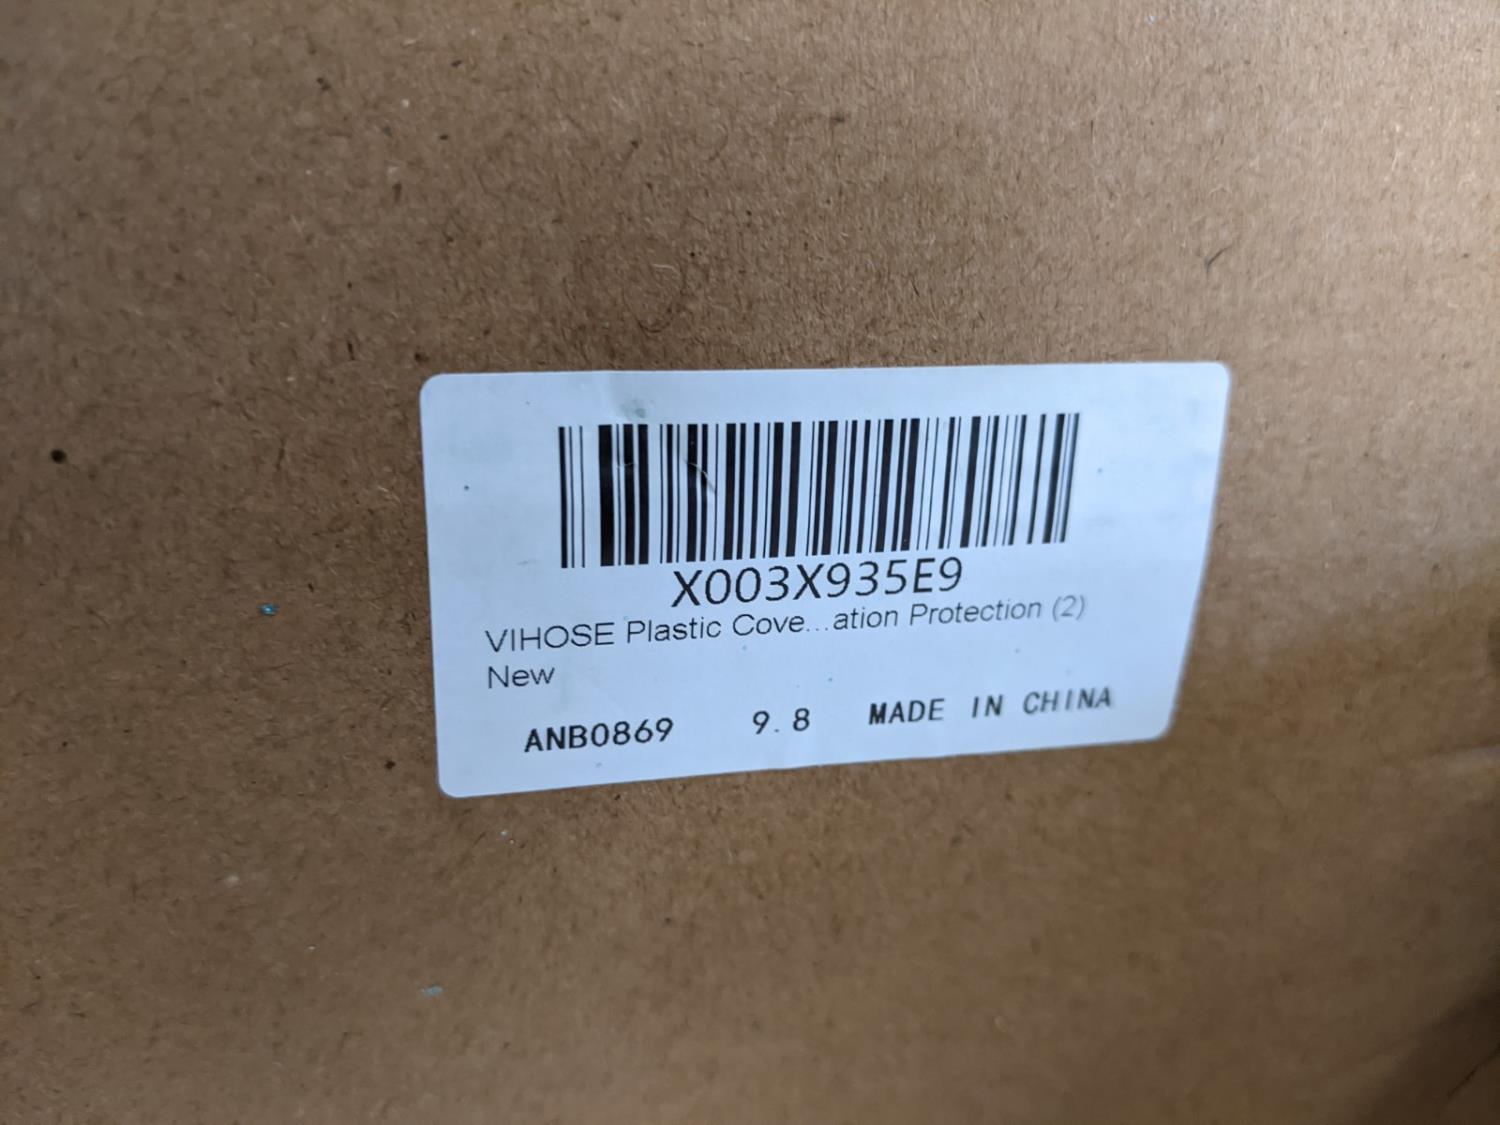 X003X935E9
VIHOSE Plastic Cove...ation Protection (2)
New
ANB0869 9.8 MADE IN CHINA